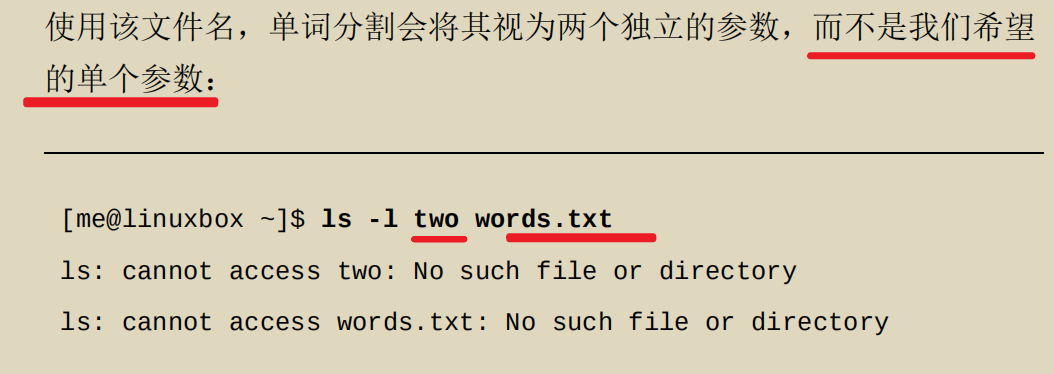 使用该文件名，单词分割会将其视为两个独立的参数，而不是我们希望
的单个参数：
[me@linuxbox ~]$ ls -l two words.txt
ls: cannot access two: No such file or directory
ls: cannot access words.txt: No such file or directory